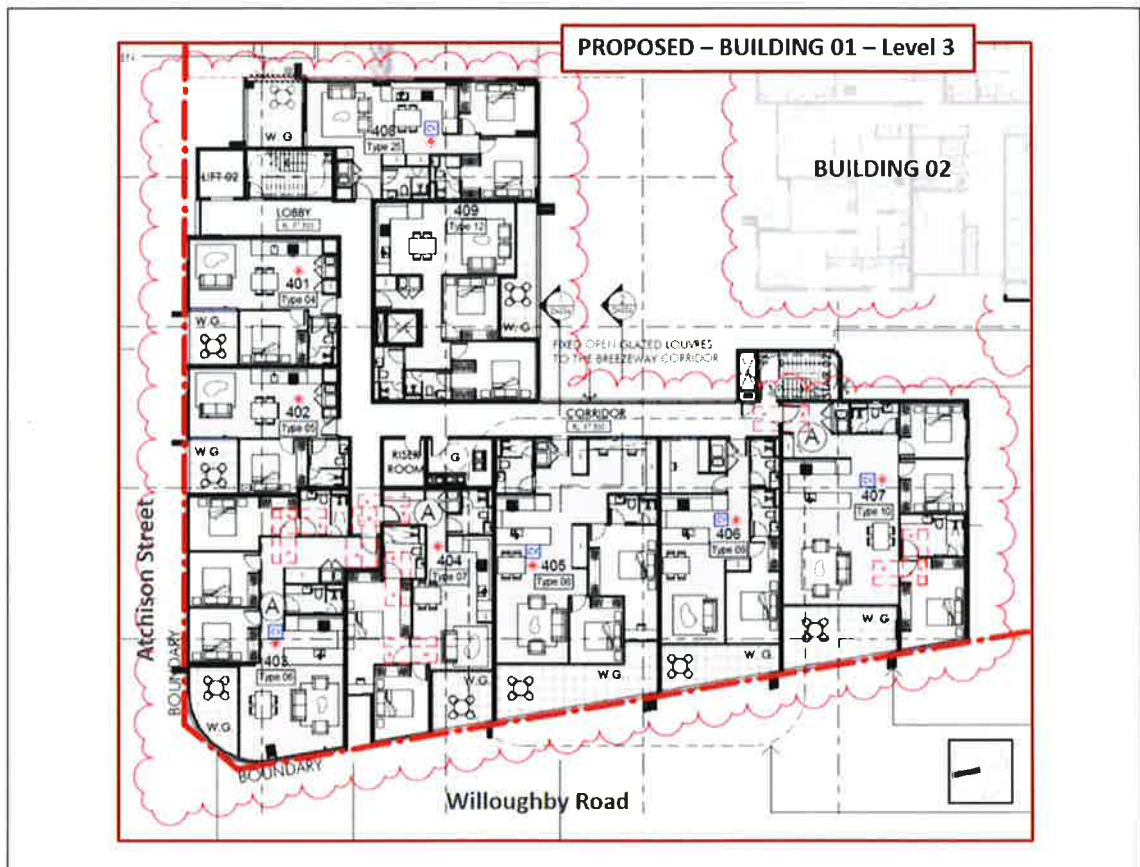 PROPOSED – BUILDING 01 – Level 3
BUILDING 02
408
Type 25
W G
LIFT 02
LOBBY
409
Type 12
401
Type 04
W.G
W.G
FIXED OPEN GLAZED LOUVRES
TO THE BREEZEWAY CORRIDOR
402
Type 05
CORRIDOR
W G
RISER
ROOM
G
A
A
407
Type 10
406
Type 09
404
Type 07
405
Type 08
A
403
Type 06
W G
W G
W G
W.G
W.G
Atchison Street
BOUNDARY
BOUNDARY
Willoughby Road